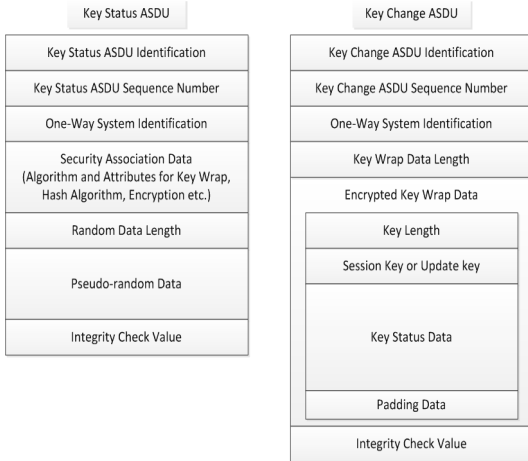 Key Status ASDU
Key Status ASDU Identification
Key Status ASDU Sequence Number
One-Way System Identification
Security Association Data
(Algorithm and Attributes for Key Wrap,
Hash Algorithm, Encryption etc.)
Random Data Length
Pseudo-random Data
Integrity Check Value
Key Change ASDU
Key Change ASDU Identification
Key Change ASDU Sequence Number
One-Way System Identification
Key Wrap Data Length
Encrypted Key Wrap Data
Key Length
Session Key or Update key
Key Status Data
Padding Data
Integrity Check Value